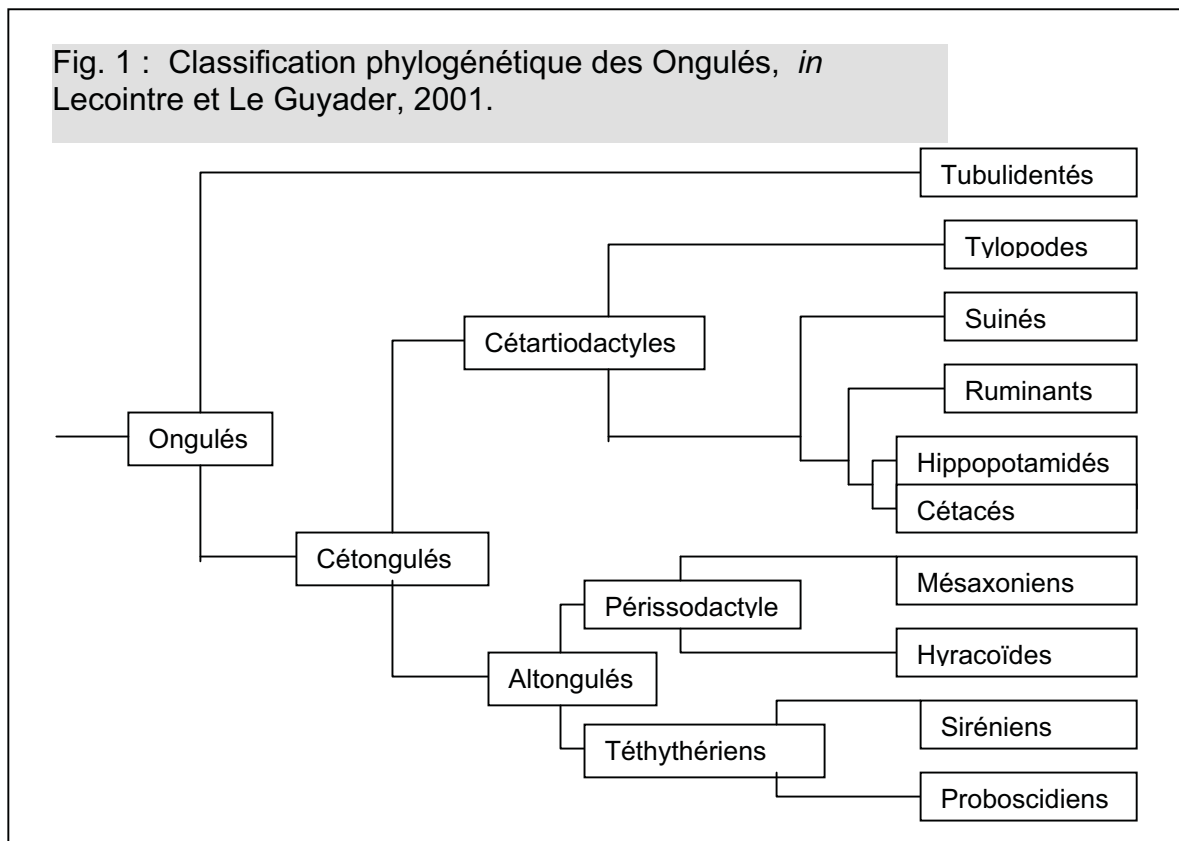 Fig. 1 : Classification phylogénétique des Ongulés, in
Lecointre et Le Guyader, 2001.
Tubulidentés
Tylopodes
Suinés
Cétartiodactyles
Ruminants
Ongulés
Hippopotamidés
Cétacés
Cétongulés
Mésaxoniens
Périssodactyle
Hyracoïdes
Altongulés
Siréniens
Téthythériens
Proboscidiens